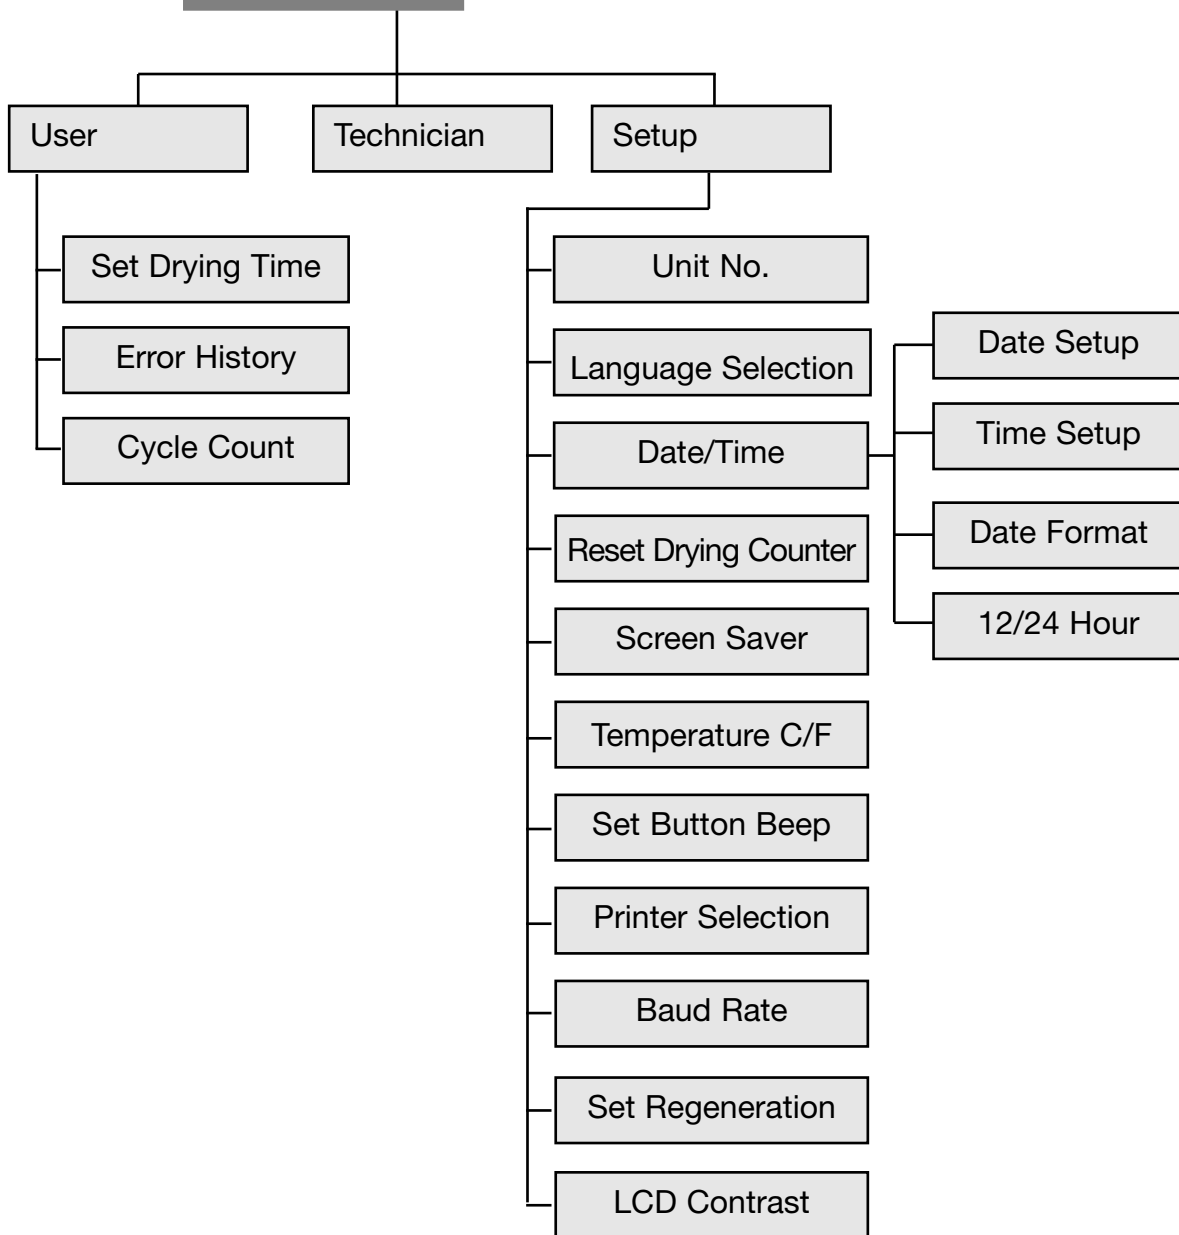 User
Technician
Setup
Set Drying Time
Error History
Cycle Count
Unit No.
Language Selection
Date/Time
Reset Drying Counter
Screen Saver
Temperature C/F
Set Button Beep
Printer Selection
Baud Rate
Set Regeneration
LCD Contrast
Date Setup
Time Setup
Date Format
12/24 Hour